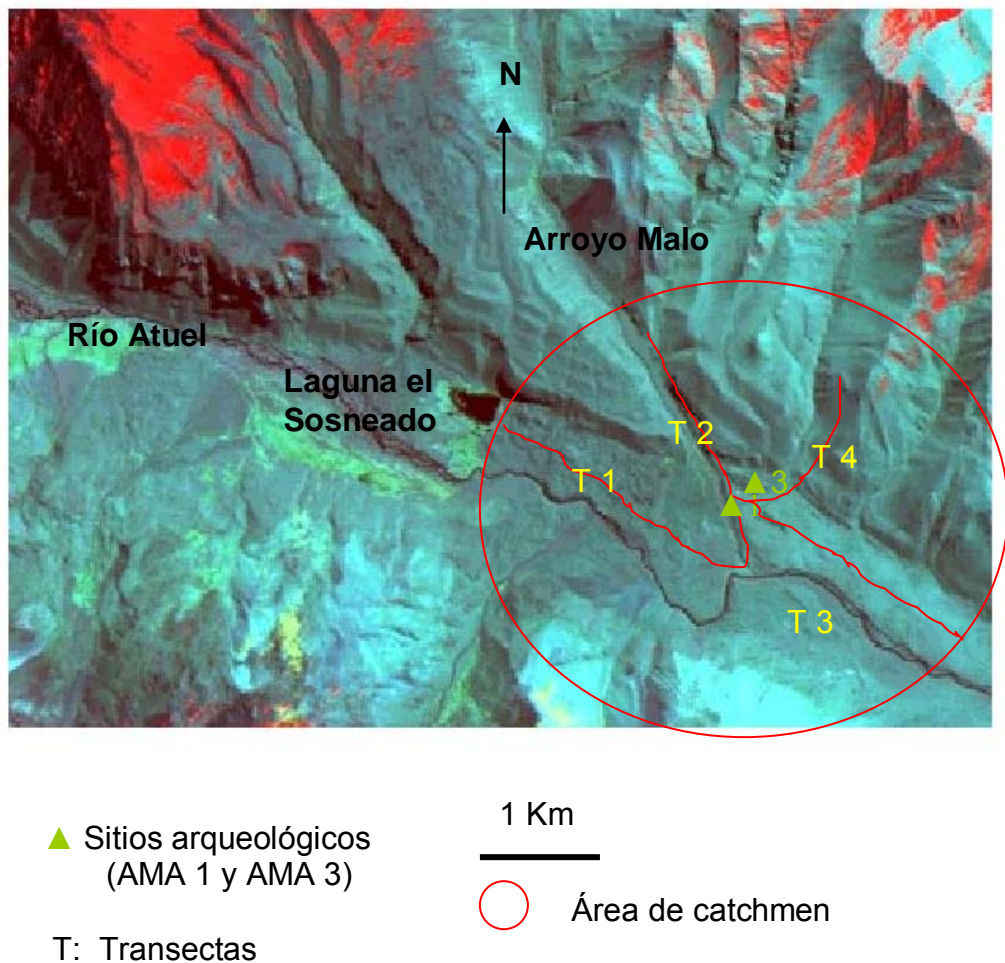 N
Arroyo Malo
Río Atuel
Laguna el
Sosneado
T 2
T 4
T 1
3
1
T 3
1 Km
Sitios arqueológicos
(AMA 1 y AMA 3)
Área de catchmen
T: Transectas